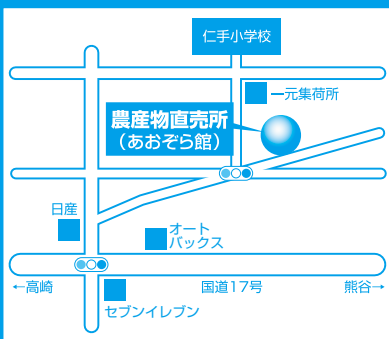 仁手小学校
一元集荷所
農産物直売所
(あおぞら館)
日産
オート
バックス
←高崎
国道17号
熊谷→
セブンイレブン